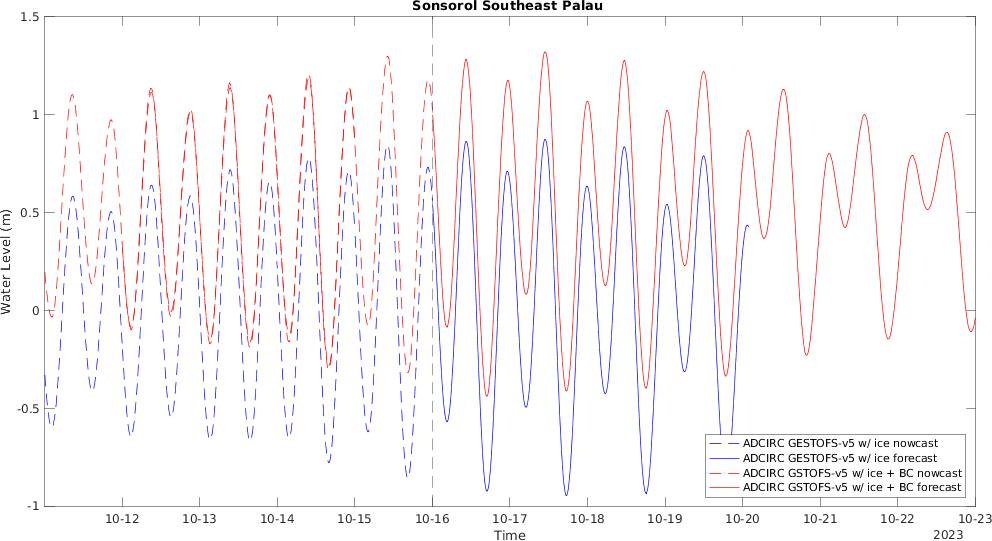 Sonsorol Southeast Palau
1.5
1
0.5
0
-0.5
-1
Water Level (m)
10-12 10-13 10-14 10-15 10-16 10-17 10-18 10-19 10-20 10-21 10-22 10-23
Time
2023
ADCIRC GESTOFS-v5 w/ ice nowcast
ADCIRC GESTOFS-v5 w/ ice forecast
ADCIRC GSTOFS-v5 w/ ice + BC nowcast
ADCIRC GSTOFS-v5 w/ ice + BC forecast